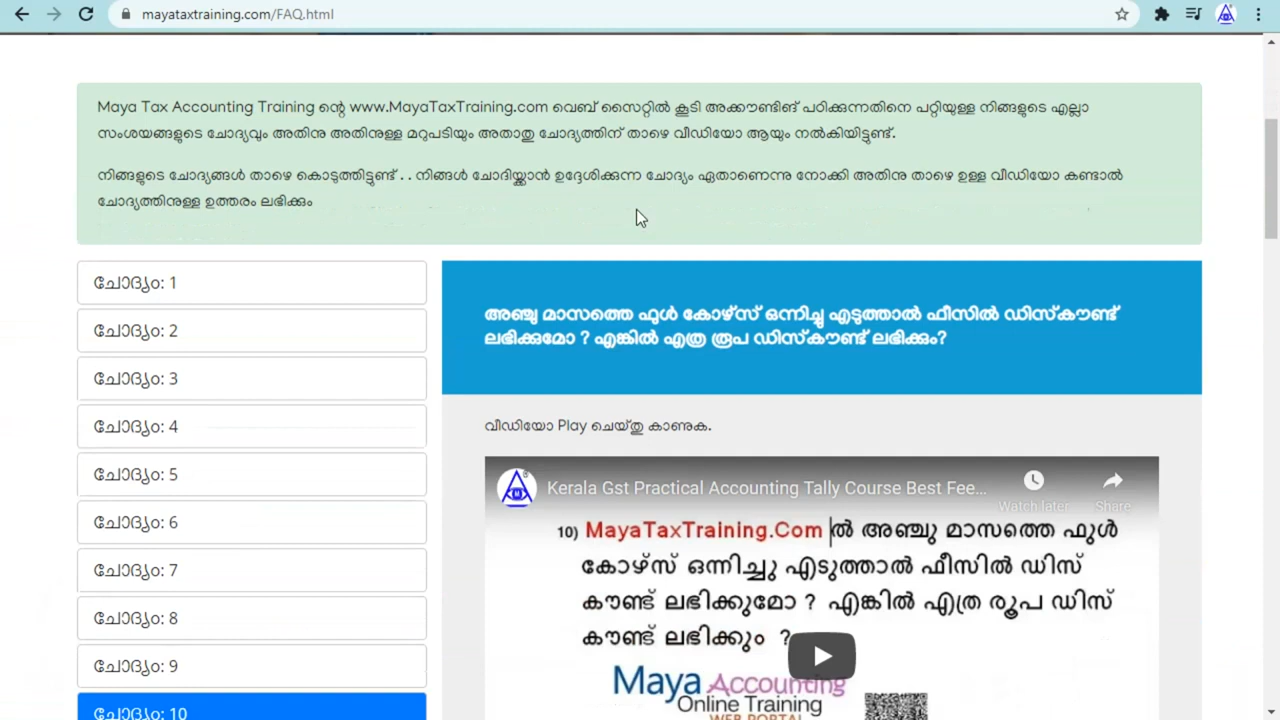 mayataxtraining.com/FAQ.html
Maya Tax Accounting Training ന്റെ www.MayaTaxTraining.com വെബ് സൈറ്റിൽ കൂടി അക്കൗണ്ടിങ് പഠിക്കുന്നതിനെ പറ്റിയുള്ള നിങ്ങളുടെ എല്ലാ
സംശയങ്ങളുടെ ചോദ്യവും അതിനു അതിനുള്ള മറുപടിയും അതാതു ചോദ്യത്തിന് താഴെ വീഡിയോ ആയും നൽകിയിട്ടുണ്ട്.
നിങ്ങളുടെ ചോദ്യങ്ങൾ താഴെ കൊടുത്തിട്ടുണ്ട് . . നിങ്ങൾ ചോദിയ്ക്കാൻ ഉദ്ദേശിക്കുന്ന ചോദ്യം ഏതാണെന്നു നോക്കി അതിനു താഴെ ഉള്ള വീഡിയോ കണ്ടാൽ
ചോദ്യത്തിനുള്ള ഉത്തരം ലഭിക്കും
ചോദ്യം: 1
ചോദ്യം: 2
ചോദ്യം: 3
ചോദ്യം: 4
ചോദ്യം: 5
ചോദ്യം: 6
ചോദ്യം: 7
ചോദ്യം: 8
ചോദ്യം: 9
ചോദ്യം: 10
അഞ്ചു മാസത്തെ ഫുൾ കോഴ്സ് ഒന്നിച്ചു എടുത്താൽ ഫീസിൽ ഡിസ്കൗണ്ട്
ലഭിക്കുമോ ? എങ്കിൽ എത്ര രൂപ ഡിസ്കൗണ്ട് ലഭിക്കും?
വീഡിയോ Play ചെയ്തു കാണുക.
Kerala Gst Practical Accounting Tally Course Best Fee...
Watch later
Share
10) MayaTaxTraining.Com ൽ അഞ്ചു മാസത്തെ ഫുൾ
കോഴ്സ് ഒന്നിച്ചു എടുത്താൽ ഫീസിൽ ഡിസ്
കൗണ്ട് ലഭിക്കുമോ ? എങ്കിൽ എത്ര രൂപ ഡിസ്
കൗണ്ട് ലഭിക്കും ?
Maya Accounting
Online Training
WEB PORTAL